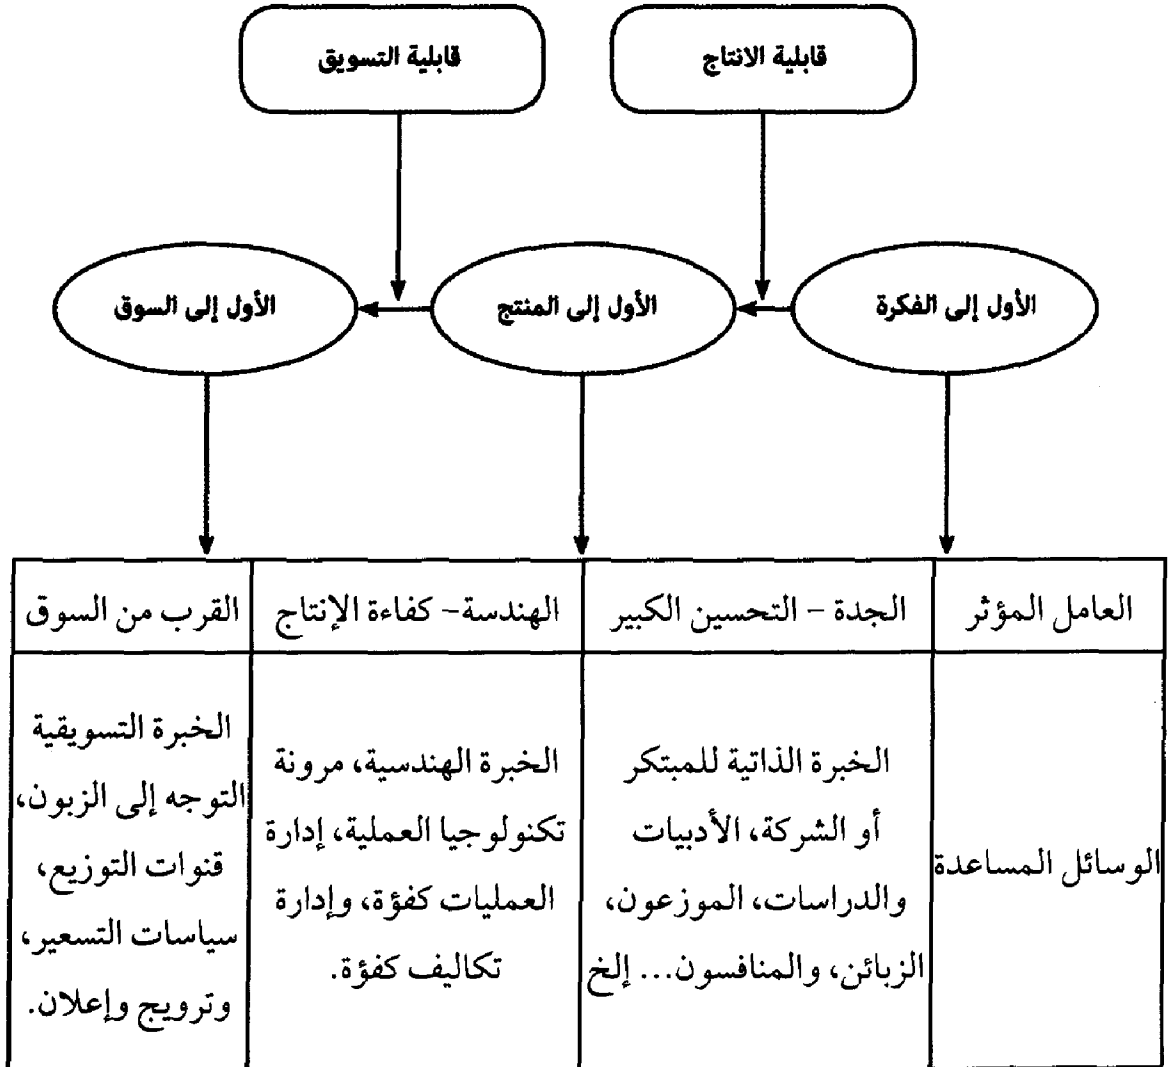 قابلية الانتاج
قابلية التسويق
الأول إلى الفكرة
الأول إلى المنتج
الأول إلى السوق
العامل المؤثر
الجدة – التحسين الكبير
الهندسة– كفاءة الإنتاج
القرب من السوق
الوسائل المساعدة
الخبرة الذاتية للمبتكر
أو الشركة، الأدبيات
والدراسات، الموزعون،
الزبائن، والمنافسون... إلخ
الخبرة الهندسية، مرونة
تكنولوجيا العملية، إدارة
العمليات كفؤة، وإدارة
تكاليف كفؤة.
الخبرة التسويقية
التوجه إلى الزبون،
قنوات التوزيع،
سياسات التسعير،
وترويج وإعلان.